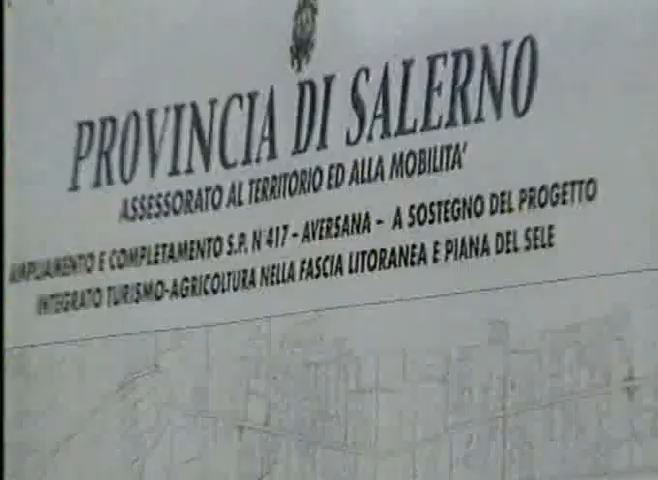 PROVINCIA DI SALERNO
ASSESSORATO AL TERRITORIO ED ALLA MOBILITA'
AMPLIAMENTO E COMPLETAMENTO S.P. N°417 - AVERSANA - A SOSTEGNO DEL PROGETTO
INTEGRATO TURISMO-AGRICOLTURA NELLA FASCIA LITORANEA E PIANA DEL SELE